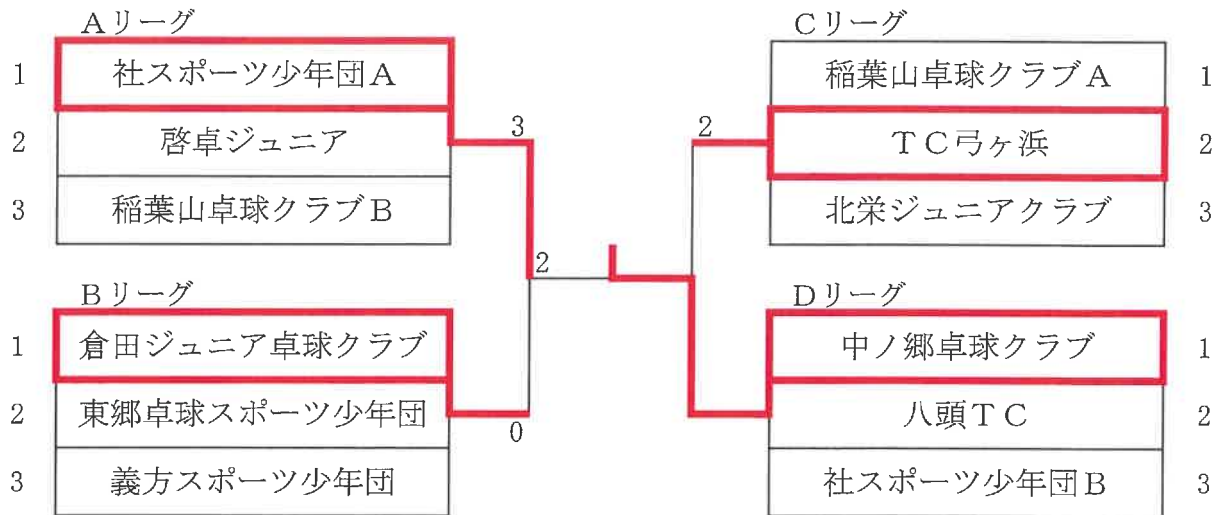 Aリーグ
1 社スポーツ少年団A
2 啓卓ジュニア
3 稲葉山卓球クラブB
Bリーグ
1 倉田ジュニア卓球クラブ
2 東郷卓球スポーツ少年団
3 義方スポーツ少年団
3
2
0
2
Cリーグ
稲葉山卓球クラブA 1
TC弓ヶ浜 2
北栄ジュニアクラブ 3
Dリーグ
中ノ郷卓球クラブ 1
八頭TC 2
社スポーツ少年団B 3